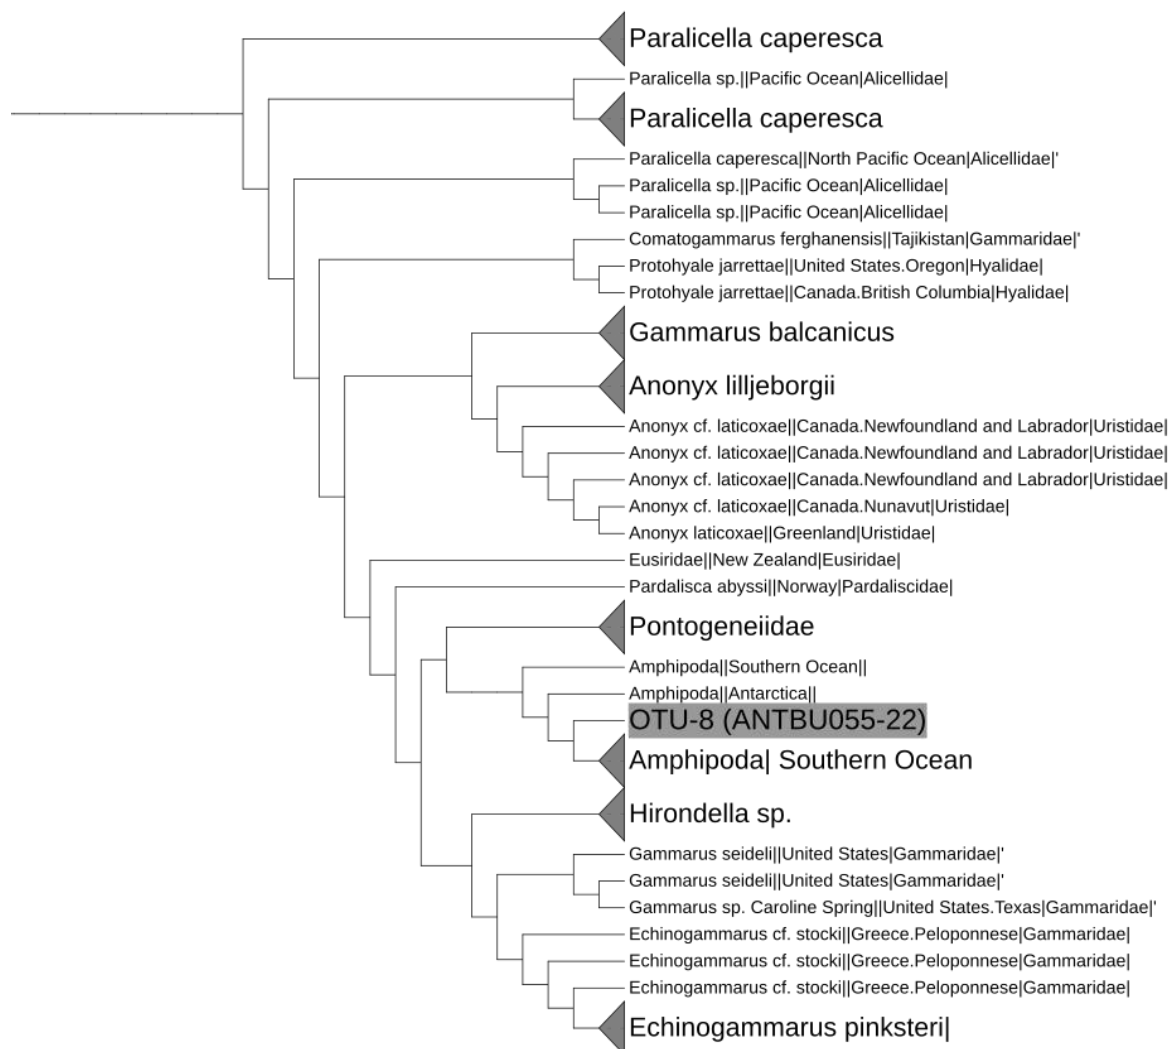 Paralicella caperesca
Paralicella sp.||Pacific Ocean|Alicellidae|
Paralicella caperesca
Paralicella caperesca||North Pacific Ocean|Alicellidae|'
Paralicella sp.||Pacific Ocean|Alicellidae|
Paralicella sp.||Pacific Ocean|Alicellidae|
Comatogammarus ferghanensis||Tajikistan|Gammaridae|'
Protohyale jarrettae||United States.Oregon|Hyalidae|
Protohyale jarrettae||Canada.British Columbia|Hyalidae|
Gammarus balcanicus
Anonyx lilljeborgii
Anonyx cf. laticoxae||Canada.Newfoundland and Labrador|Uristidae|
Anonyx cf. laticoxae||Canada.Newfoundland and Labrador|Uristidae|
Anonyx cf. laticoxae||Canada.Newfoundland and Labrador|Uristidae|
Anonyx cf. laticoxae||Canada.Nunavut|Uristidae|
Anonyx laticoxae||Greenland|Uristidae|
Eusiridae||New Zealand|Eusiridae|
Pardalisca abyssi||Norway|Pardaliscidae|
Pontogeneiidae
Amphipoda||Southern Ocean||
Amphipoda||Antarctica||
OTU-8 (ANTBU055-22)
Amphipoda| Southern Ocean
Hirondella sp.
Gammarus seideli||United States|Gammaridae|'
Gammarus seideli||United States|Gammaridae|'
Gammarus sp. Caroline Spring||United States.Texas|Gammaridae|'
Echinogammarus cf. stocki||Greece.Peloponnese|Gammaridae|
Echinogammarus cf. stocki||Greece.Peloponnese|Gammaridae|
Echinogammarus cf. stocki||Greece.Peloponnese|Gammaridae|
Echinogammarus pinksteri|